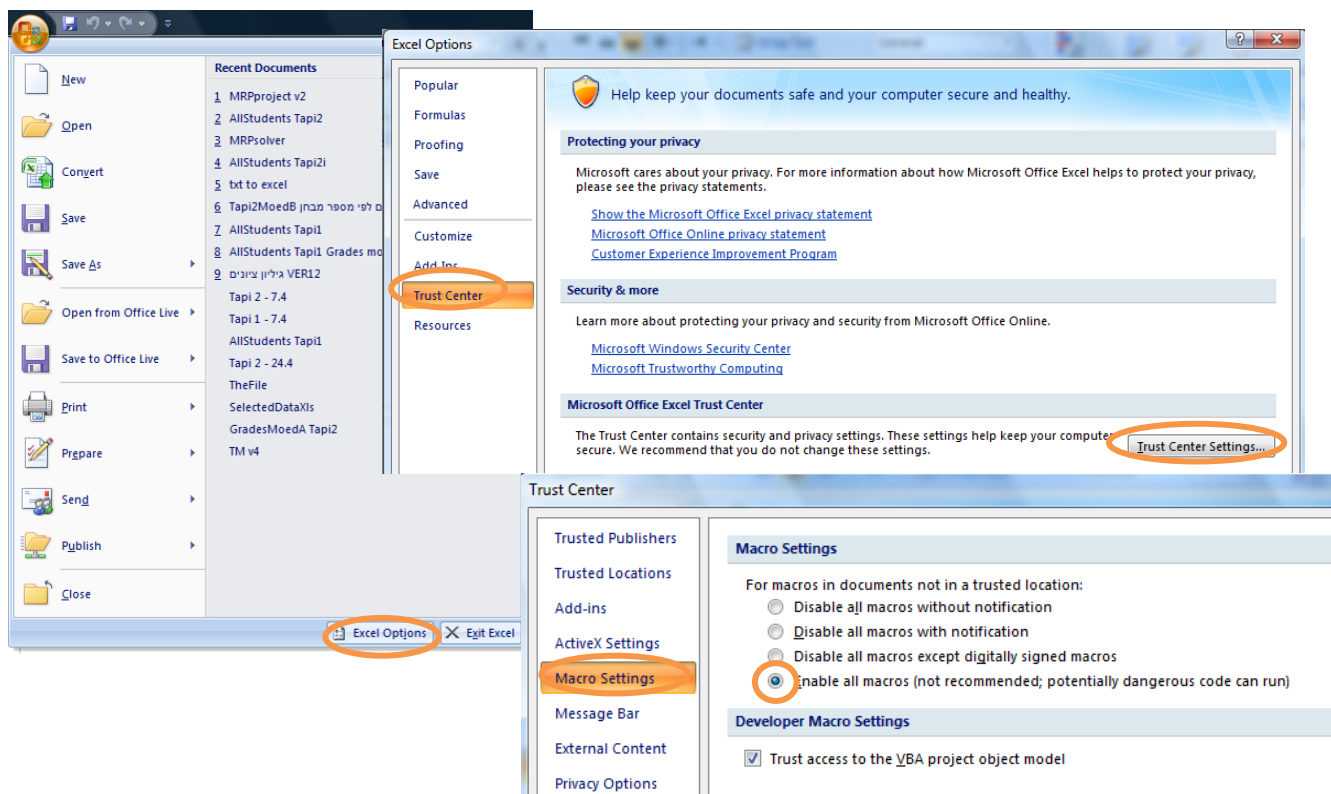 New
Open
Convert
Save
Save As
Open from Office Live
Save to Office Live
Print
Prepare
Send
Publish
Close
Recent Documents
1 MRPproject v2
2 AllStudents Tapi2
3 MRPsolver
4 AllStudents Tapi2i
5 txt to excel
6 Tapi2MoedB ם לפי מספר מבחן
7 AllStudents Tapi1
8 AllStudents Tapi1 Grades mo
9 גיליון ציונים VER12
Tapi 2 - 7.4
Tapi 1 - 7.4
AllStudents Tapi1
Tapi 2 - 24.4
TheFile
SelectedDataXls
GradesMoedA Tapi2
TM v4
Excel Options
Exit Excel
Excel Options
Popular
Formulas
Proofing
Save
Advanced
Customize
Add-Ins
Trust Center
Resources
Help keep your documents safe and your computer secure and healthy.
Protecting your privacy
Microsoft cares about your privacy. For more information about how Microsoft Office Excel helps to protect your privacy,
please see the privacy statements.
Show the Microsoft Office Excel privacy statement
Microsoft Office Online privacy statement
Customer Experience Improvement Program
Security & more
Learn more about protecting your privacy and security from Microsoft Office Online.
Microsoft Windows Security Center
Microsoft Trustworthy Computing
Microsoft Office Excel Trust Center
The Trust Center contains security and privacy settings. These settings help keep your computer
secure. We recommend that you do not change these settings.
Trust Center Settings...
Trust Center
Trusted Publishers
Trusted Locations
Add-ins
ActiveX Settings
Macro Settings
Message Bar
External Content
Privacy Options
Macro Settings
For macros in documents not in a trusted location:
Disable all macros without notification
Disable all macros with notification
Disable all macros except digitally signed macros
Enable all macros (not recommended; potentially dangerous code can run)
Developer Macro Settings
Trust access to the VBA project object model